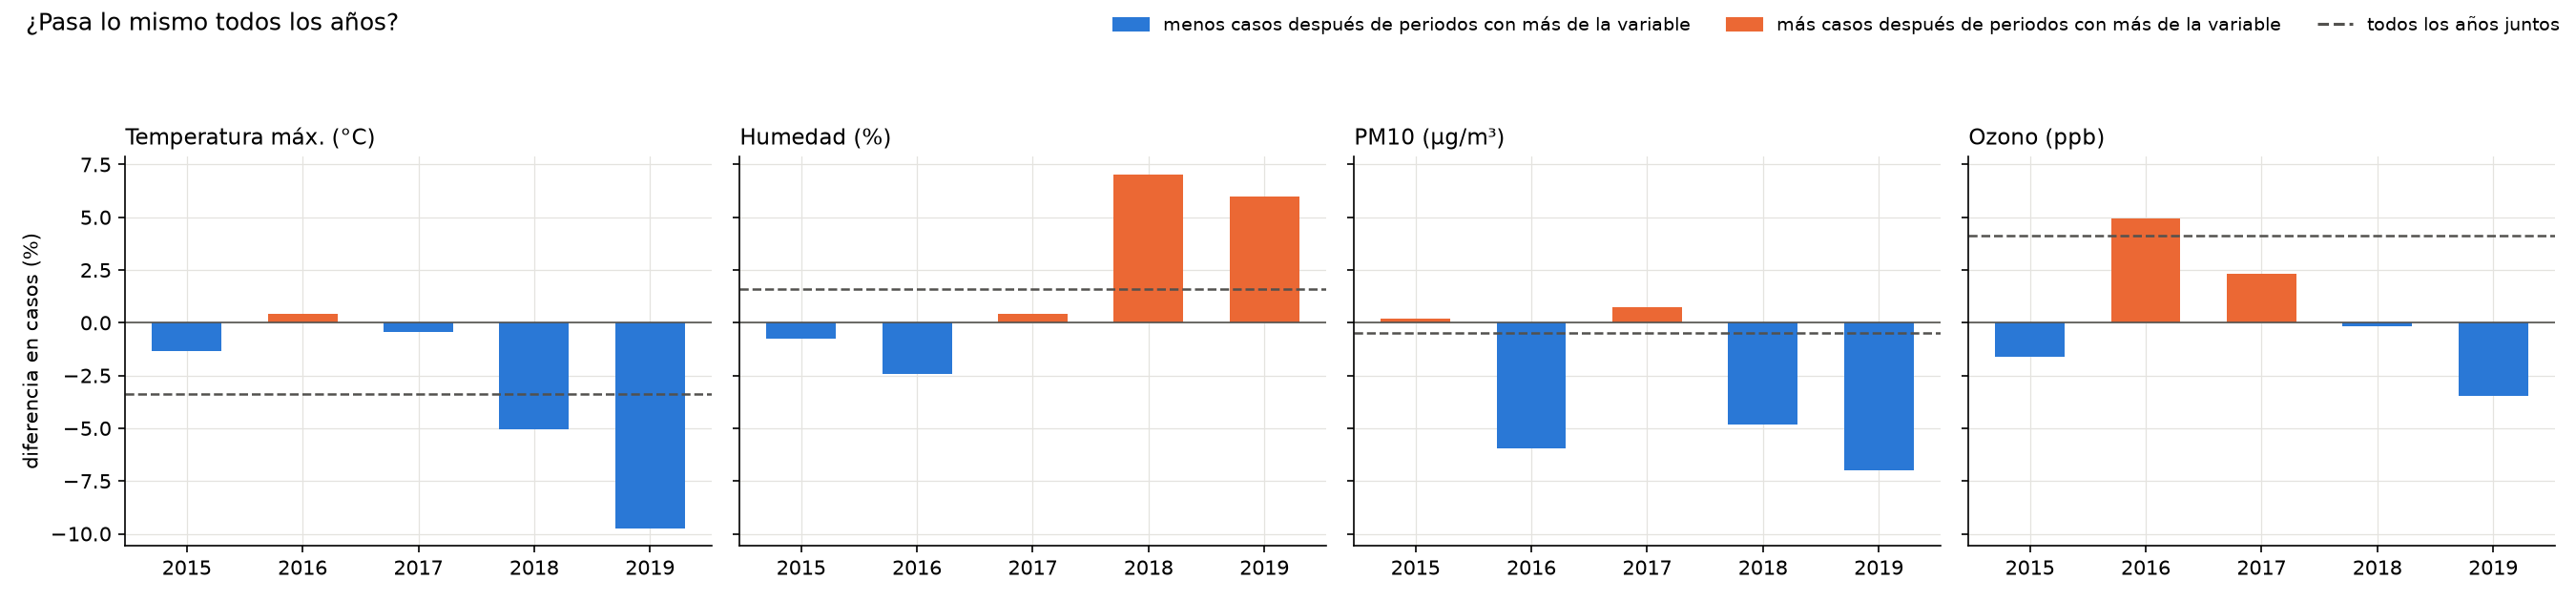 ¿Pasa lo mismo todos los años?
menos casos después de periodos con más de la variable
más casos después de periodos con más de la variable
todos los años juntos
Temperatura máx. (°C)
Humedad (%)
PM10 (µg/m³)
Ozono (ppb)
diferencia en casos (%)
7.5
5.0
2.5
0.0
−2.5
−5.0
−7.5
−10.0
2015 2016 2017 2018 2019
2015 2016 2017 2018 2019
2015 2016 2017 2018 2019
2015 2016 2017 2018 2019